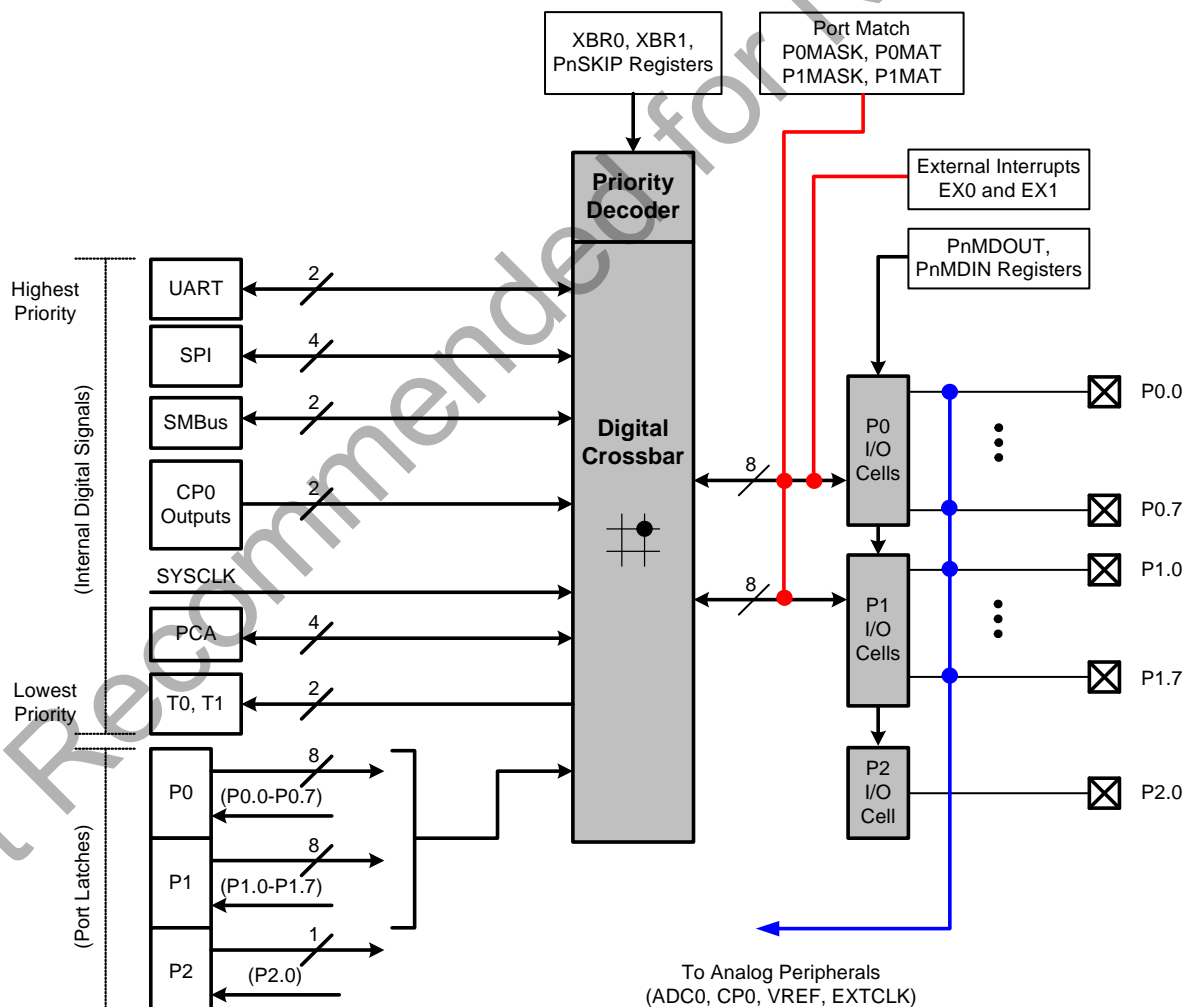 XBR0, XBR1,
PnSKIP Registers
Port Match
P0MASK, P0MAT
P1MASK, P1MAT
External Interrupts
EX0 and EX1
PnMDOUT,
PnMDIN Registers
Priority
Decoder
Digital
Crossbar
Highest
Priority
(Internal Digital Signals)
Lowest
Priority
(Port Latches)
UART
2
SPI
4
SMBus
2
CP0
Outputs
2
SYSCLK
PCA
4
T0, T1
2
P0
8
(P0.0-P0.7)
P1
8
(P1.0-P1.7)
P2
1
(P2.0)
8
8
P0
I/O
Cells
P1
I/O
Cells
P2
I/O
Cell
P0.0
P0.7
P1.0
P1.7
P2.0
To Analog Peripherals
(ADC0, CP0, VREF, EXTCLK)
Recommended for